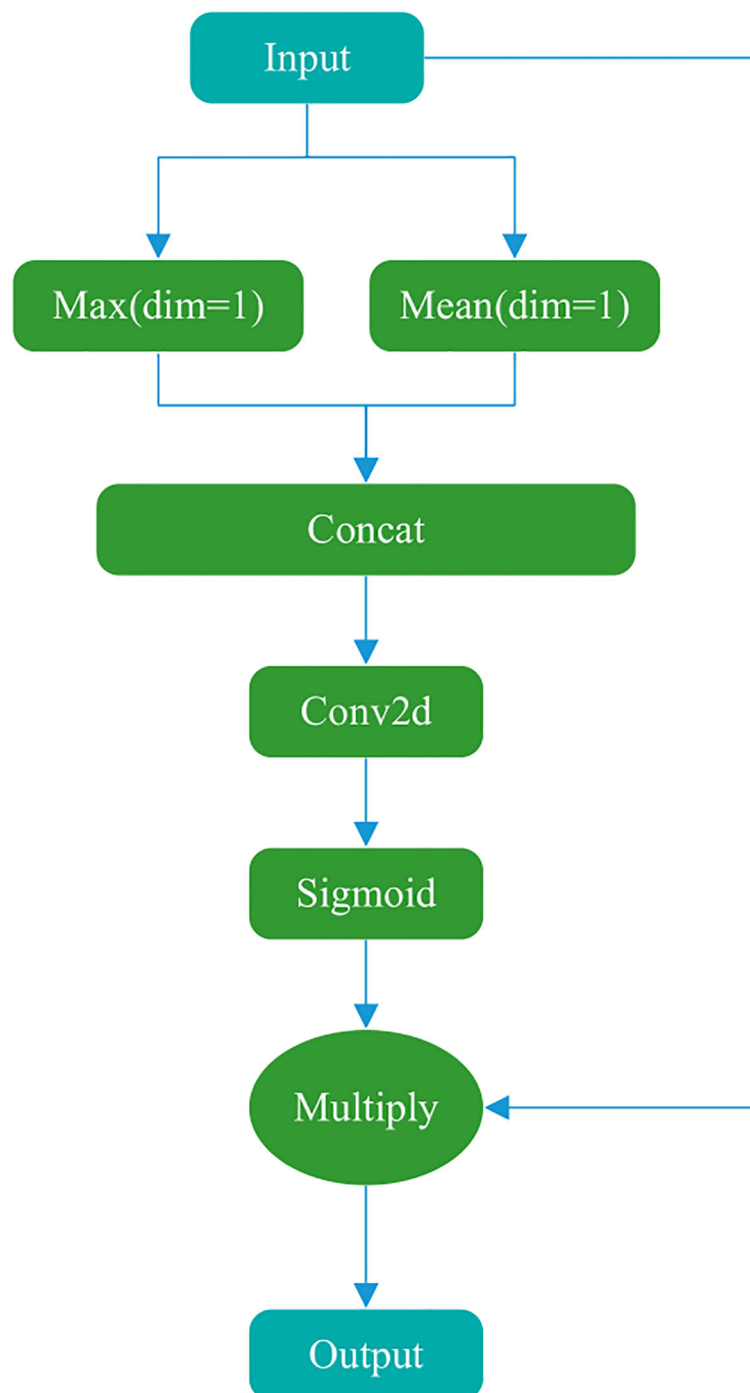 Input
Max(dim=1)
Mean(dim=1)
Concat
Conv2d
Sigmoid
Multiply
Output